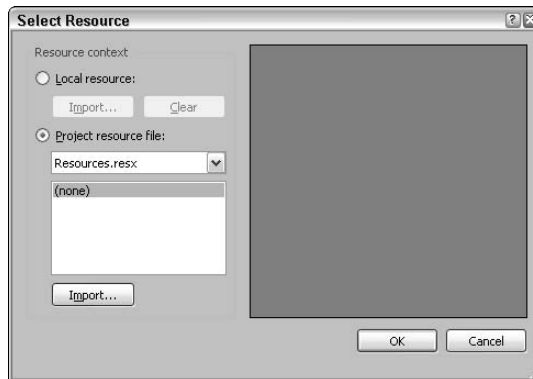 Select Resource
Resource context
Local resource:
Import... Clear
Project resource file:
Resources.resx
(none)
Import...
OK Cancel